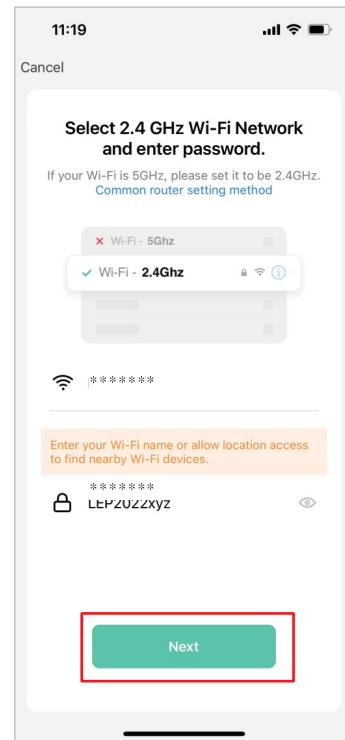 11:19
Cancel
Select 2.4 GHz Wi-Fi Network
and enter password.
If your Wi-Fi is 5GHz, please set it to be 2.4GHz.
Common router setting method
Wi-Fi - 5Ghz
Wi-Fi - 2.4Ghz
*******
Enter your Wi-Fi name or allow location access
to find nearby Wi-Fi devices.
*******
Next